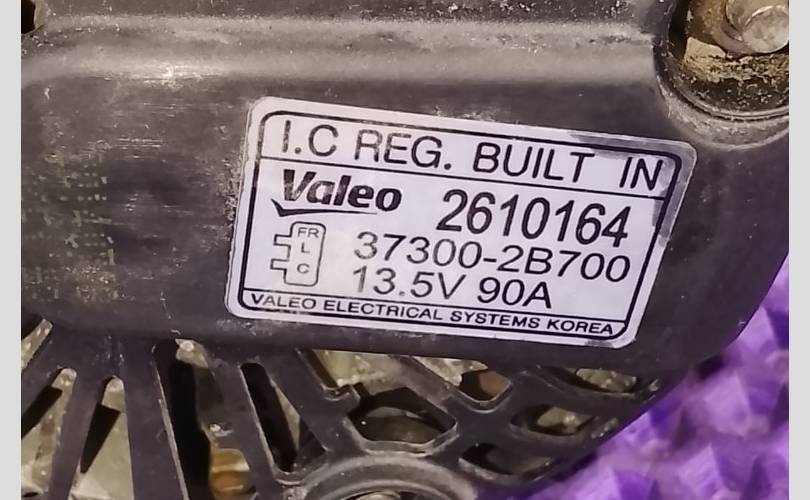 I.C REG. BUILT IN
Valeo 2610164
FR
L
C
37300-2B700
13.5V 90A
VALEO ELECTRICAL SYSTEMS KOREA